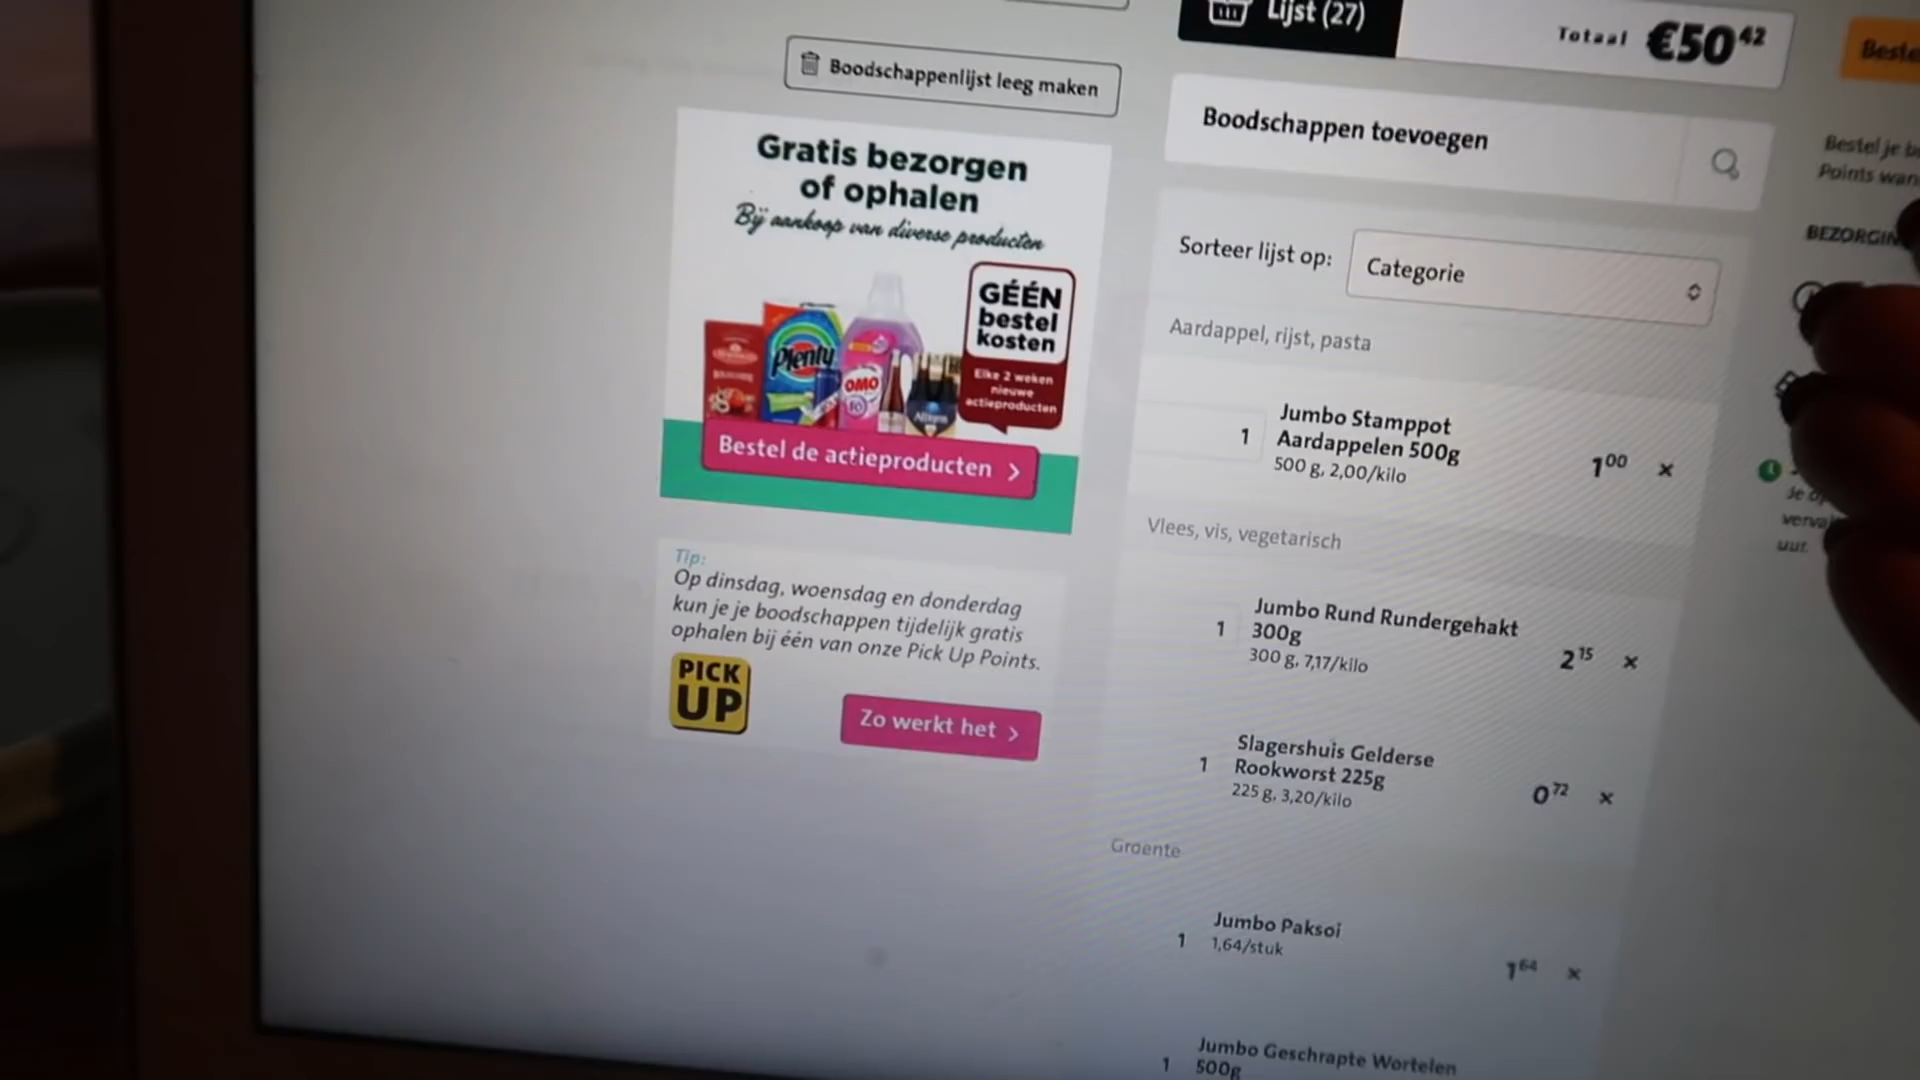 Lijst (27)
Totaal €50 42
Boodschappenlijst leeg maken
Gratis bezorgen
of ophalen
Bij aankoop van diverse producten
GÉÉN
bestel
kosten
Elke 2 weken
nieuwe
actieproducten
Plenty
OMO
Bestel de actieproducten
Tip:
Op dinsdag, woensdag en donderdag
kun je je boodschappen tijdelijk gratis
ophalen bij één van onze Pick Up Points.
PICK
UP
Zo werkt het
Boodschappen toevoegen
Sorteer lijst op: Categorie
Aardappel, rijst, pasta
1 Jumbo Stamppot
Aardappelen 500g
500 g, 2,00/kilo
1 00 ×
Vlees, vis, vegetarisch
1 Jumbo Rund Rundergehakt
300g
300 g, 7,17/kilo
2 15 ×
1 Slagershuis Gelderse
Rookworst 225g
225 g, 3,20/kilo
0 72 ×
Groente
1 Jumbo Paksoi
1,64/stuk
1 64 ×
1 Jumbo Geschrapte Wortelen
500g
Bestel je
Points
uur.